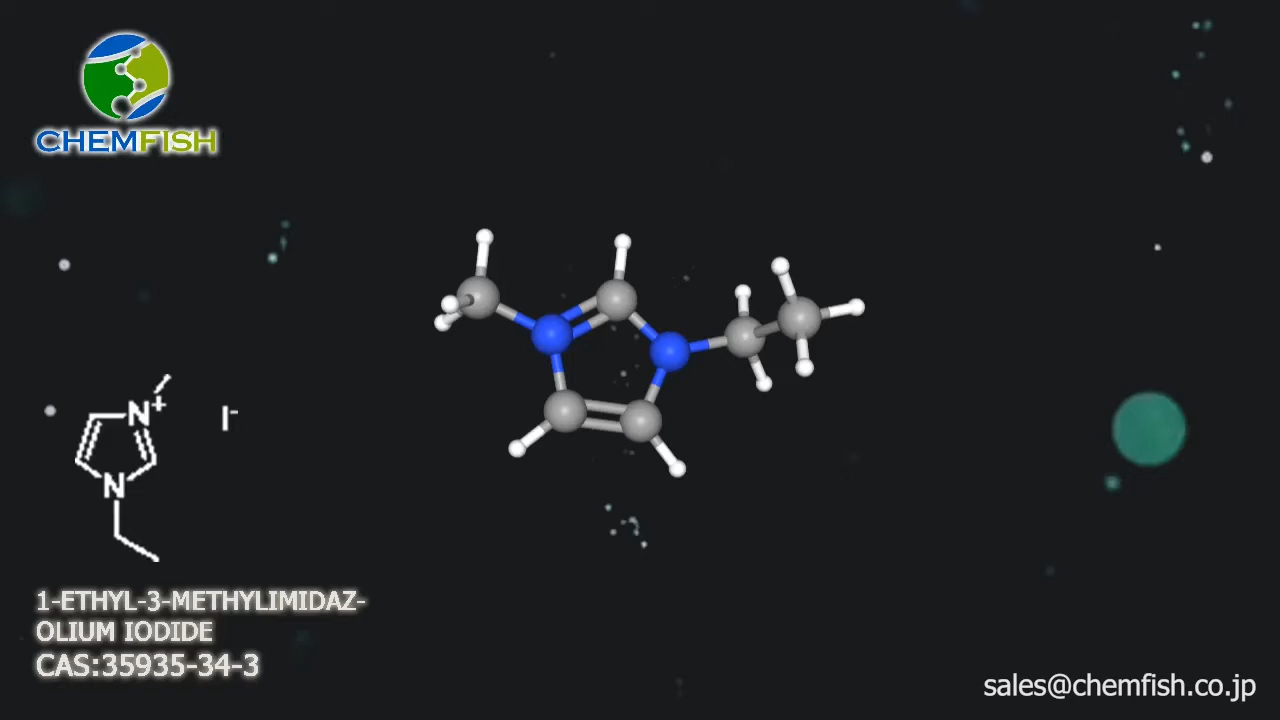 CHEMFISH
N+
I-
N
1-ETHYL-3-METHYLIMIDAZ-
OLIUM IODIDE
CAS:35935-34-3
sales@chemfish.co.jp